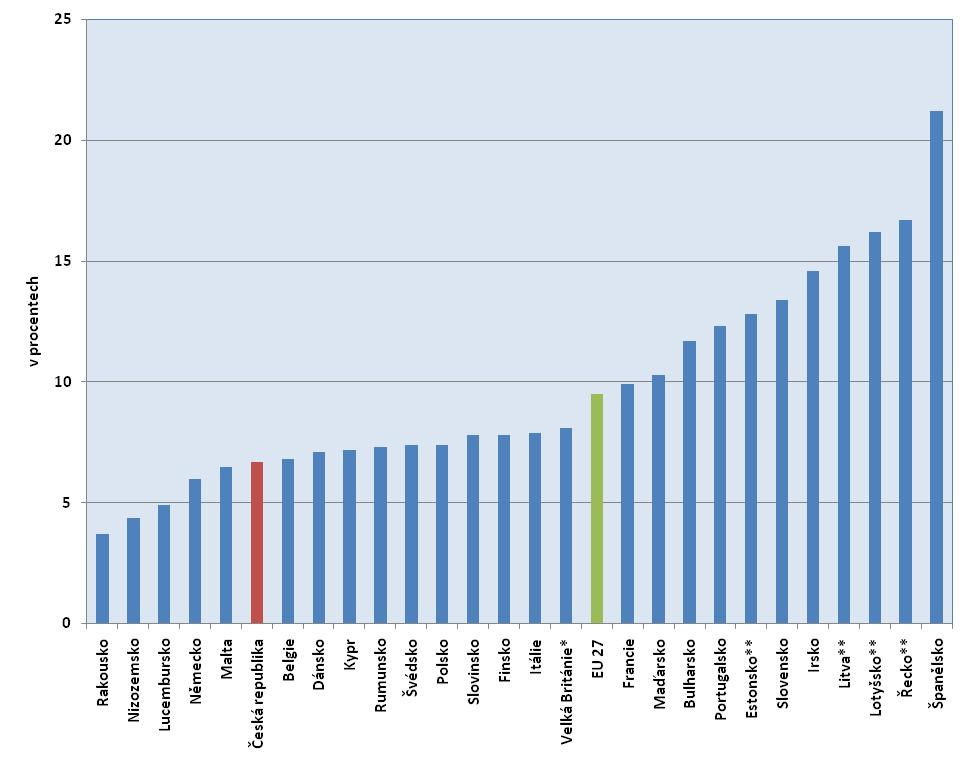 25
20
15
10
5
0
v procentech
Rakousko
Nizozemsko
Lucembursko
Německo
Malta
Česká republika
Belgie
Dánsko
Kypr
Rumunsko
Švédsko
Polsko
Slovinsko
Finsko
Itálie
Velká Británie*
EU 27
Francie
Maďarsko
Bulharsko
Portugalsko
Estonsko**
Slovensko
Irsko
Litva**
Lotyšsko**
Řecko**
Španělsko